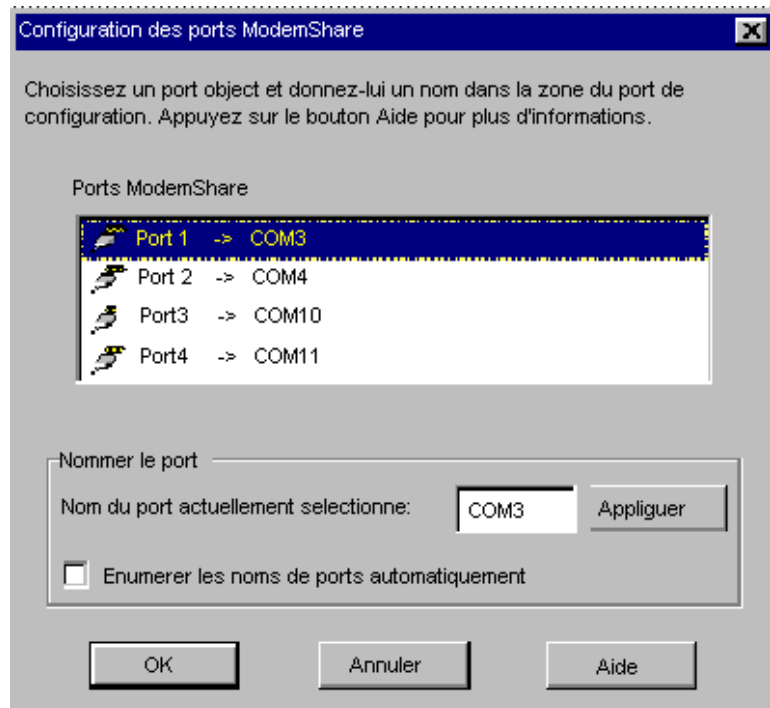 Configuration des ports ModemShare
Choisissez un port object et donnez-lui un nom dans la zone du port de
configuration. Appuyez sur le bouton Aide pour plus d'informations.
Ports ModemShare
Port 1 -> COM3
Port 2 -> COM4
Port3 -> COM10
Port4 -> COM11
Nommer le port
Nom du port actuellement selectionne: COM3 Appliguer
Enumerer les noms de ports automatiquement
OK Annuler Aide